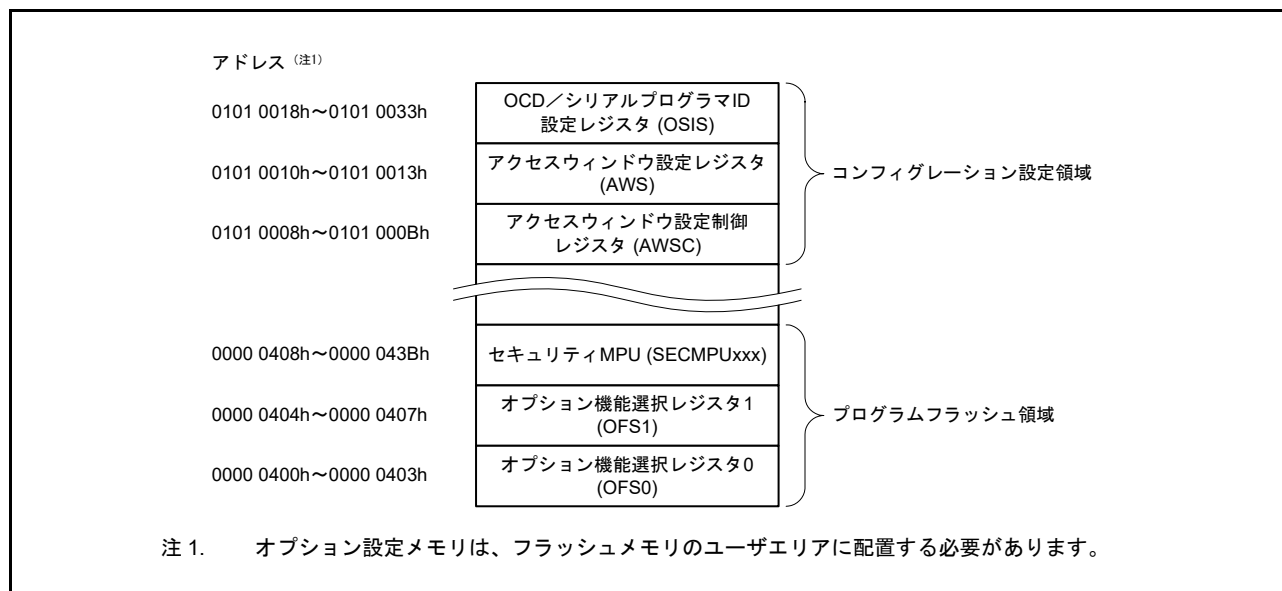 アドレス (注1)
0101 0018h～0101 0033h
OCD／シリアルプログラマID
設定レジスタ (OSIS)
0101 0010h～0101 0013h
アクセスウィンドウ設定レジスタ
(AWS)
コンフィグレーション設定領域
0101 0008h～0101 000Bh
アクセスウィンドウ設定制御
レジスタ (AWSC)
0000 0408h～0000 043Bh
セキュリティMPU (SECMPUxxx)
0000 0404h～0000 0407h
オプション機能選択レジスタ1
(OFS1)
プログラムフラッシュ領域
0000 0400h～0000 0403h
オプション機能選択レジスタ0
(OFS0)
注 1. オプション設定メモリは、フラッシュメモリのユーザエリアに配置する必要があります。